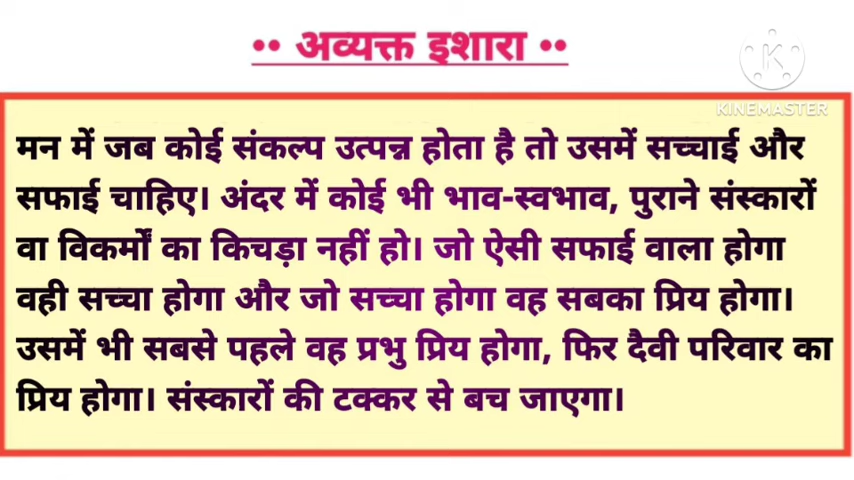 •• अव्यक्त इशारा ••
KINEMASTER
मन में जब कोई संकल्प उत्पन्न होता है तो उसमें सच्चाई और
सफाई चाहिए। अंदर में कोई भी भाव-स्वभाव, पुराने संस्कारों
वा विकर्मों का किचड़ा नहीं हो। जो ऐसी सफाई वाला होगा
वही सच्चा होगा और जो सच्चा होगा वह सबका प्रिय होगा।
उसमें भी सबसे पहले वह प्रभु प्रिय होगा, फिर दैवी परिवार का
प्रिय होगा। संस्कारों की टक्कर से बच जाएगा।